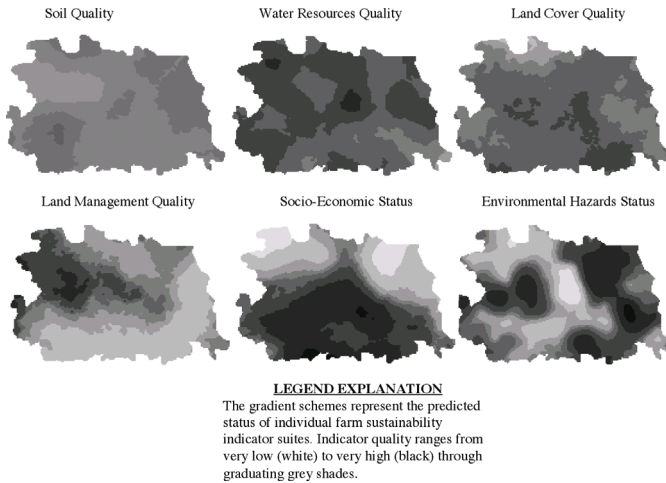 Soil Quality
Water Resources Quality
Land Cover Quality
Land Management Quality
Socio-Economic Status
Environmental Hazards Status
LEGEND EXPLANATION
The gradient schemes represent the predicted
status of individual farm sustainability
indicator suites. Indicator quality ranges from
very low (white) to very high (black) through
graduating grey shades.